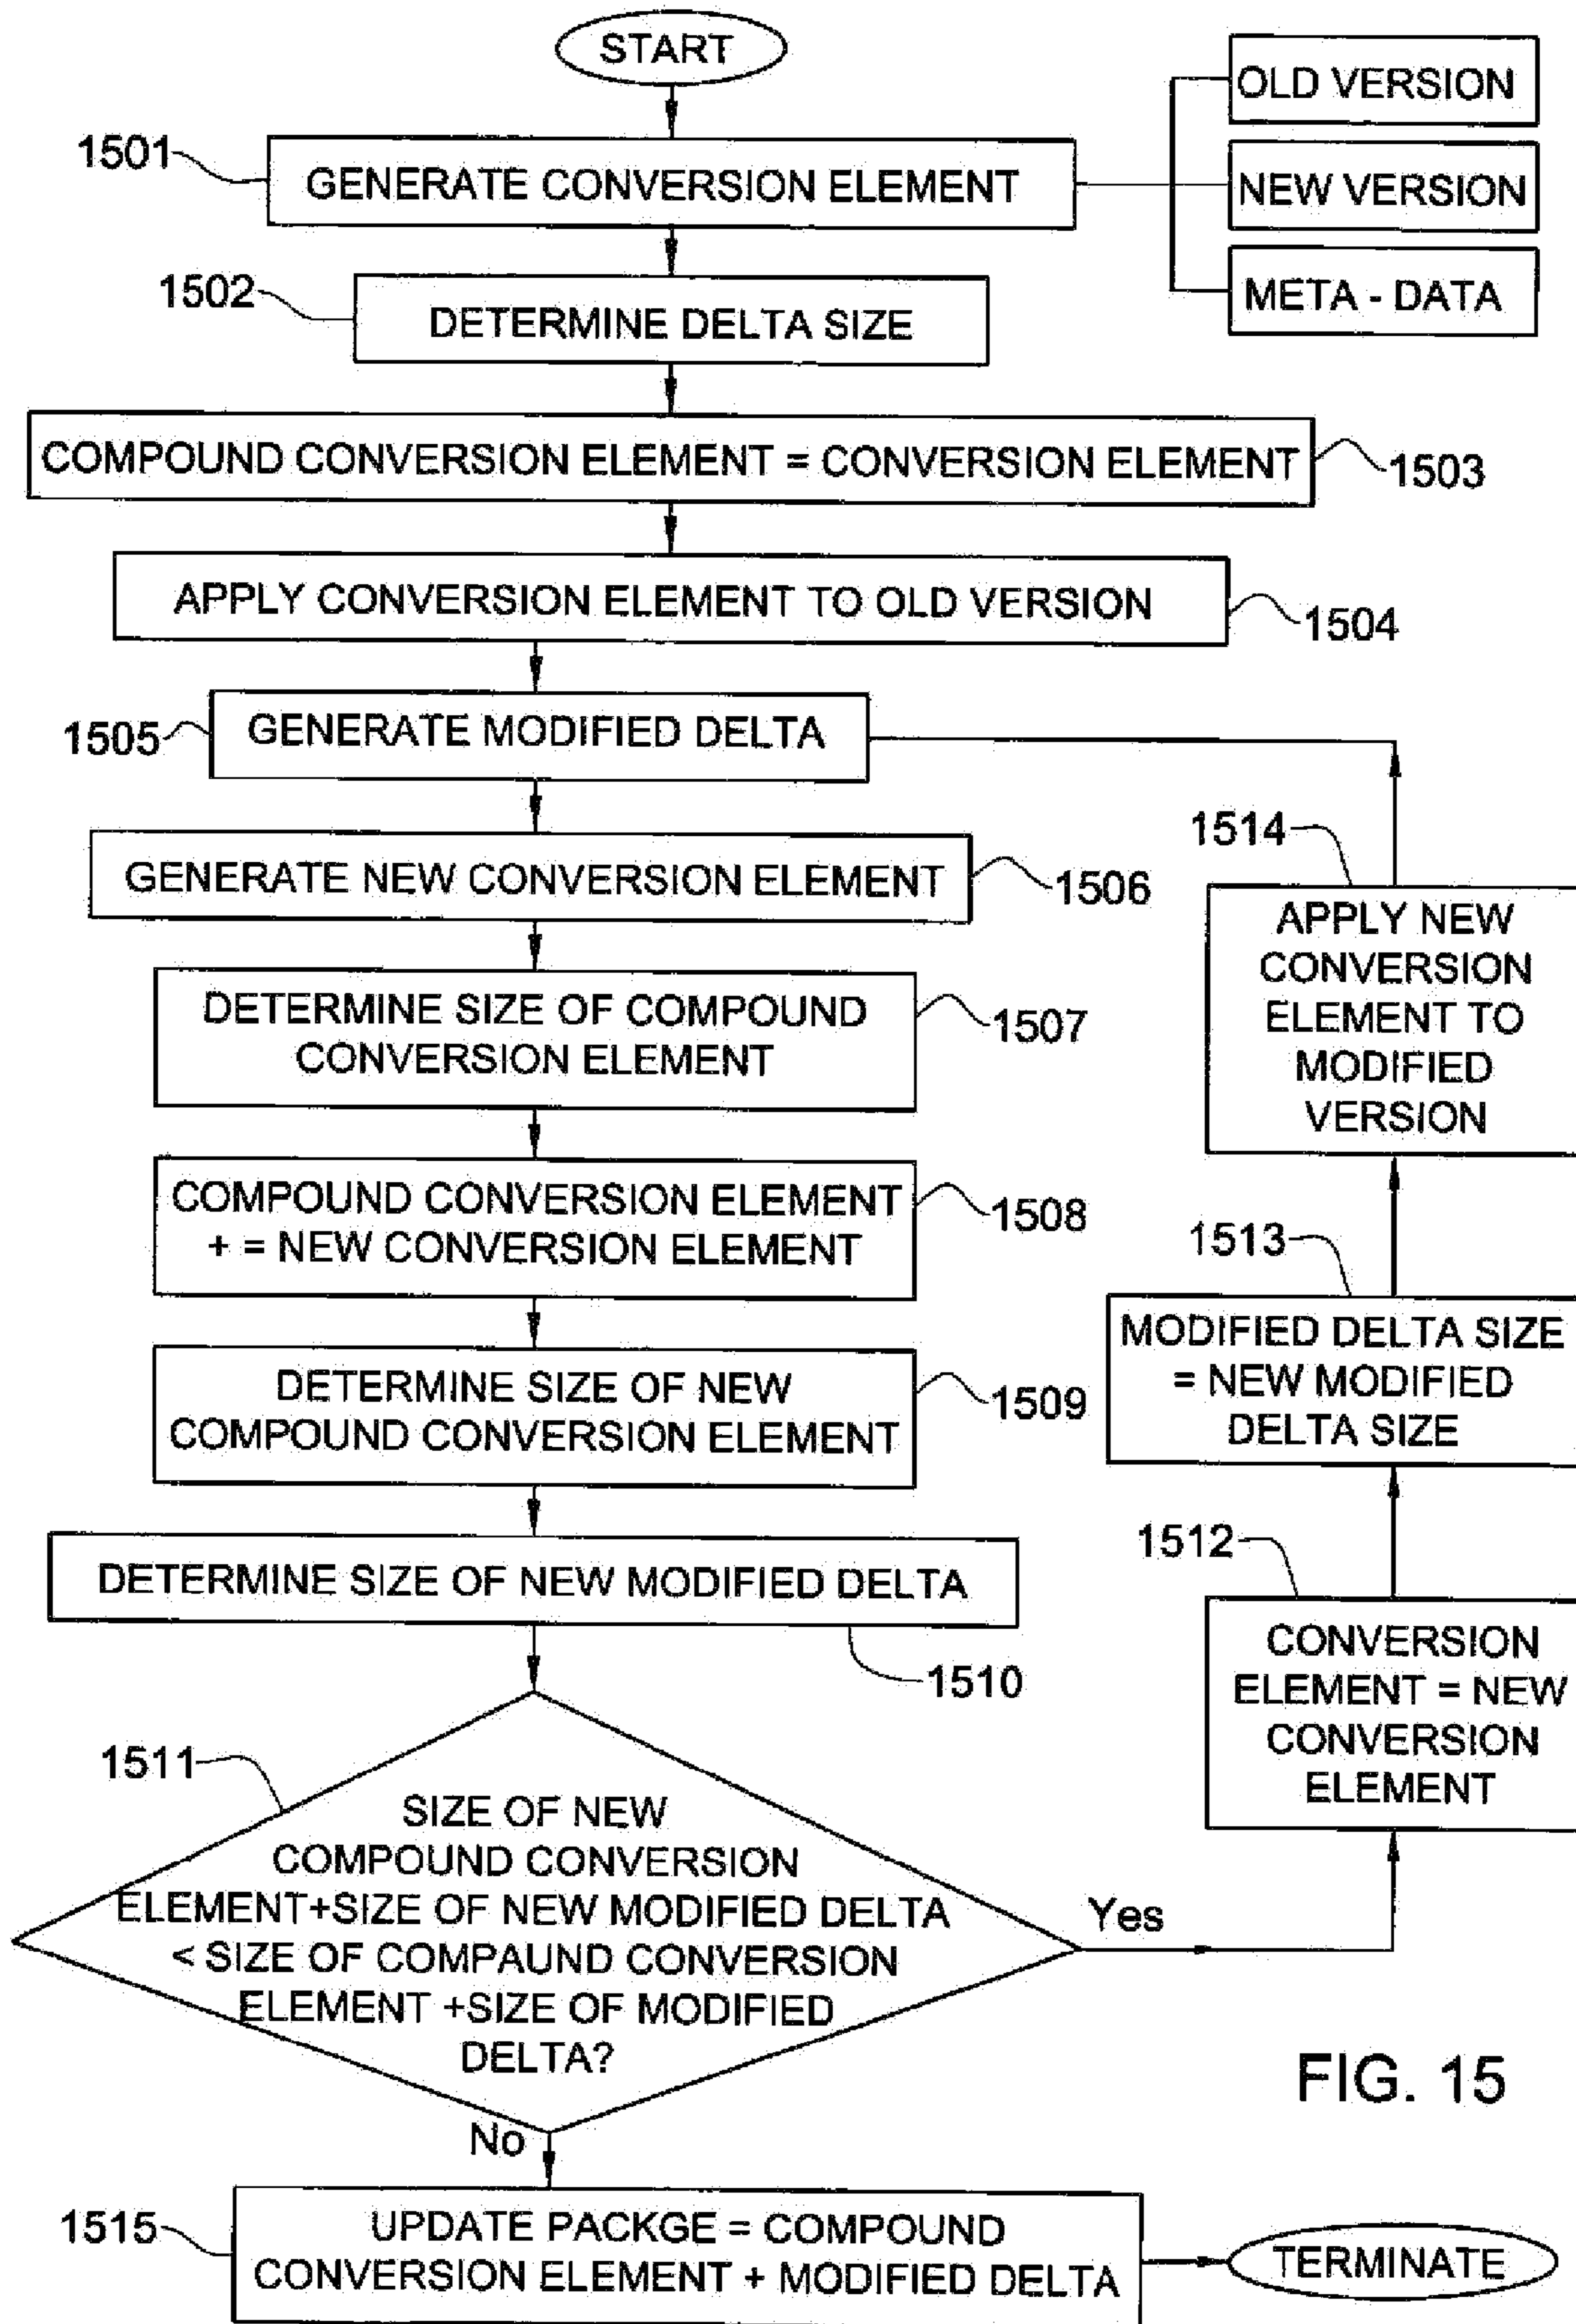 START
1501
GENERATE CONVERSION ELEMENT
OLD VERSION
NEW VERSION
META - DATA
1502
DETERMINE DELTA SIZE
COMPOUND CONVERSION ELEMENT = CONVERSION ELEMENT
1503
APPLY CONVERSION ELEMENT TO OLD VERSION
1504
1505
GENERATE MODIFIED DELTA
GENERATE NEW CONVERSION ELEMENT
1506
DETERMINE SIZE OF COMPOUND
CONVERSION ELEMENT
1507
COMPOUND CONVERSION ELEMENT
+ = NEW CONVERSION ELEMENT
1508
DETERMINE SIZE OF NEW
COMPOUND CONVERSION ELEMENT
1509
DETERMINE SIZE OF NEW MODIFIED DELTA
1510
1511
SIZE OF NEW
COMPOUND CONVERSION
ELEMENT+SIZE OF NEW MODIFIED DELTA
< SIZE OF COMPAUND CONVERSION
ELEMENT +SIZE OF MODIFIED
DELTA?
Yes
1512
CONVERSION
ELEMENT = NEW
CONVERSION
ELEMENT
1513
MODIFIED DELTA SIZE
= NEW MODIFIED
DELTA SIZE
1514
APPLY NEW
CONVERSION
ELEMENT TO
MODIFIED
VERSION
No
1515
UPDATE PACKGE = COMPOUND
CONVERSION ELEMENT + MODIFIED DELTA
TERMINATE
FIG. 15